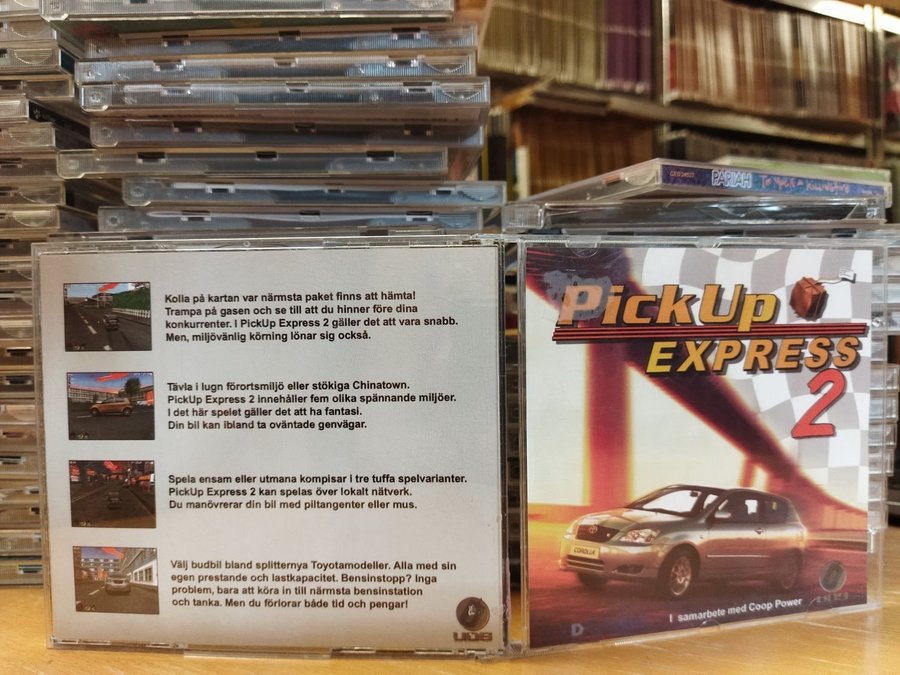 Kolla på kartan var närmsta paket finns att hämta!
Trampa på gasen och se till att du hinner före dina
konkurrenter. I PickUp Express 2 gäller det att vara snabb.
Men, miljövänlig körning lönar sig också.
Tävla i lugn förortsmiljö eller stökiga Chinatown.
PickUp Express 2 innehåller fem olika spännande miljöer.
I det här spelet gäller det att ha fantasi.
Din bil kan ibland ta oväntade genvägar.
Spela ensam eller utmana kompisar i tre tuffa spelvarianter.
PickUp Express 2 kan spelas över lokalt nätverk.
Du manövrerar din bil med piltangenter eller mus.
Välj budbil bland splitternya Toyotamodeller. Alla med sin
egen prestande och lastkapacitet. Bensinstopp? Inga
problem, bara att köra in till närmsta bensinstation
och tanka. Men du förlorar både tid och pengar!
UDS
PARIAH TO MOCK A KILLINGBIRD
PickUp
EXPRESS
2
COROLLA
I samarbete med Coop Power
D